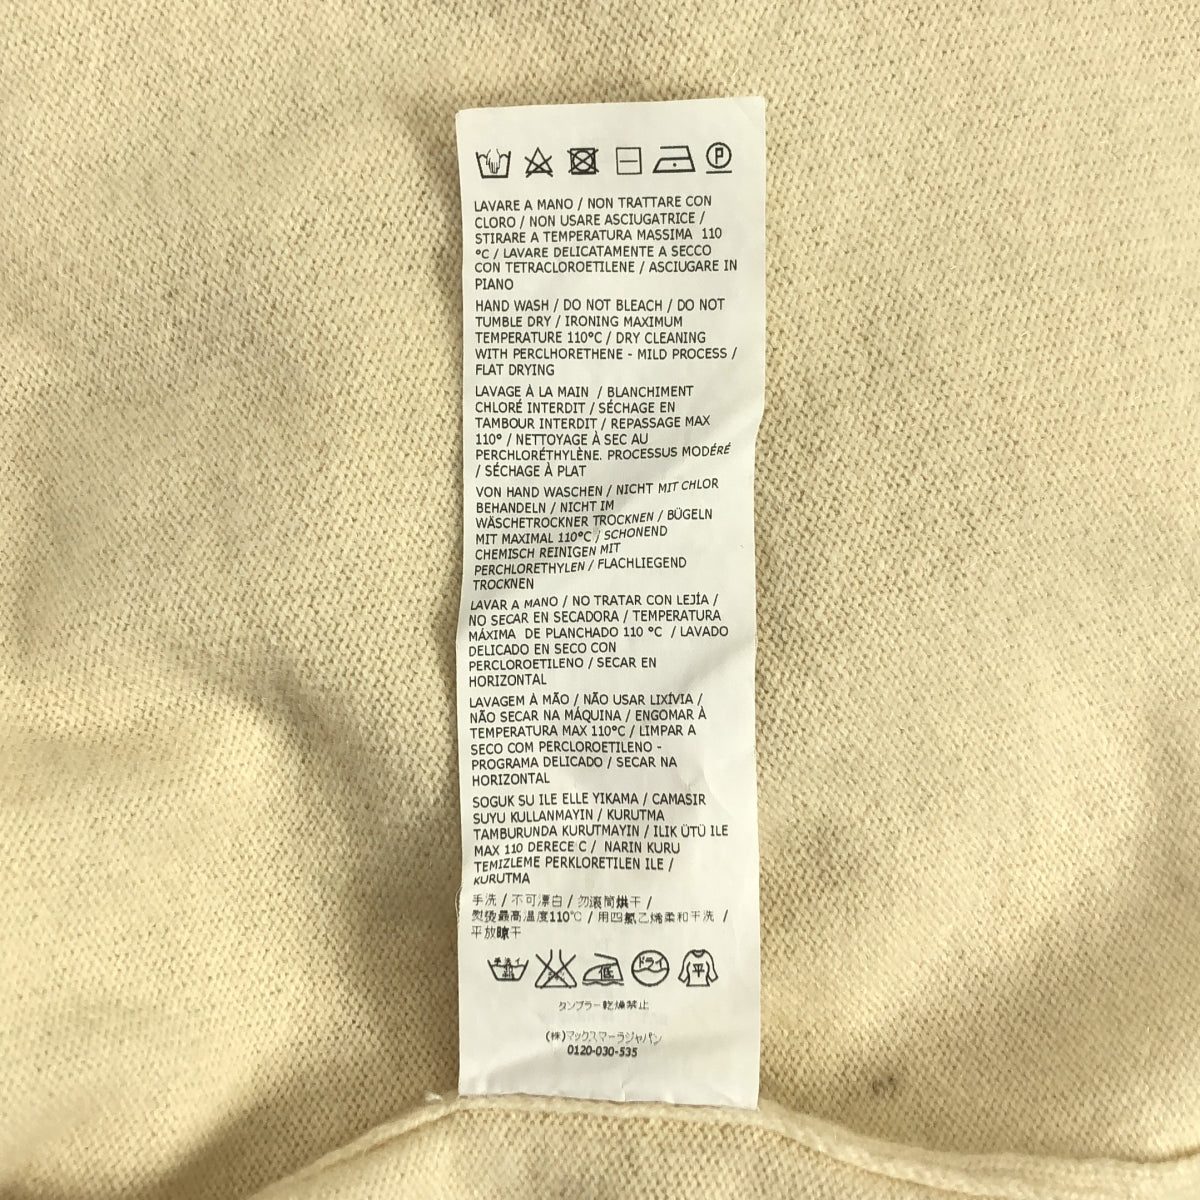 P
LAVARE A MANO / NON TRATTARE CON
CLORO / NON USARE ASCIUGATRICE /
STIRARE A TEMPERATURA MASSIMA 110
°C / LAVARE DELICATAMENTE A SECCO
CON TETRACLOROETILENE / ASCIUGARE IN
PIANO
HAND WASH / DO NOT BLEACH / DO NOT
TUMBLE DRY / IRONING MAXIMUM
TEMPERATURE 110°C / DRY CLEANING
WITH PERCLHORETHENE - MILD PROCESS /
FLAT DRYING
LAVAGE À LA MAIN / BLANCHIMENT
CHLORÉ INTERDIT / SÉCHAGE EN
TAMBOUR INTERDIT / REPASSAGE MAX
110° / NETTOYAGE À SEC AU
PERCHLORÉTHYLÈNE. PROCESSUS MODÉRÉ
/ SÉCHAGE À PLAT
VON HAND WASCHEN / NICHT MIT CHLOR
BEHANDELN / NICHT IM
WÄSCHETROCKNER TROCKNEN / BÜGELN
MIT MAXIMAL 110°C / SCHONEND
CHEMISCH REINIGEN MIT
PERCHLORETHYLEN / FLACHLIEGEND
TROCKNEN
LAVAR A MANO / NO TRATAR CON LEJÍA /
NO SECAR EN SECADORA / TEMPERATURA
MÁXIMA DE PLANCHADO 110 °C / LAVADO
DELICADO EN SECO CON
PERCLOROETILENO / SECAR EN
HORIZONTAL
LAVAGEM À MÃO / NÃO USAR LIXÍVIA /
NÃO SECAR NA MÁQUINA / ENGOMAR À
TEMPERATURA MAX 110°C / LIMPAR A
SECO COM PERCLOROETILENO -
PROGRAMA DELICADO / SECAR NA
HORIZONTAL
SOGUK SU ILE ELLE YIKAMA / CAMASIR
SUYU KULLANMAYIN / KURUTMA
TAMBURUNDA KURUTMAYIN / ILIK ÜTÜ ILE
MAX 110 DERECE C / NARIN KURU
TEMIZLEME PERKLORETILEN ILE /
KURUTMA
手洗 / 不可漂白 / 勿滚筒烘干 /
熨烫最高温度110°C / 用四氯乙烯柔和干洗 /
平放晾干
手洗イ 低 ドライ 平
タンブラー乾燥禁止
(株)マックスマーラジャパン
0120-030-535